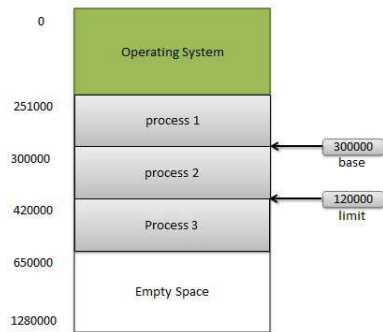 0
Operating System
251000
process 1
300000
300000
base
process 2
420000
120000
limit
Process 3
650000
Empty Space
1280000